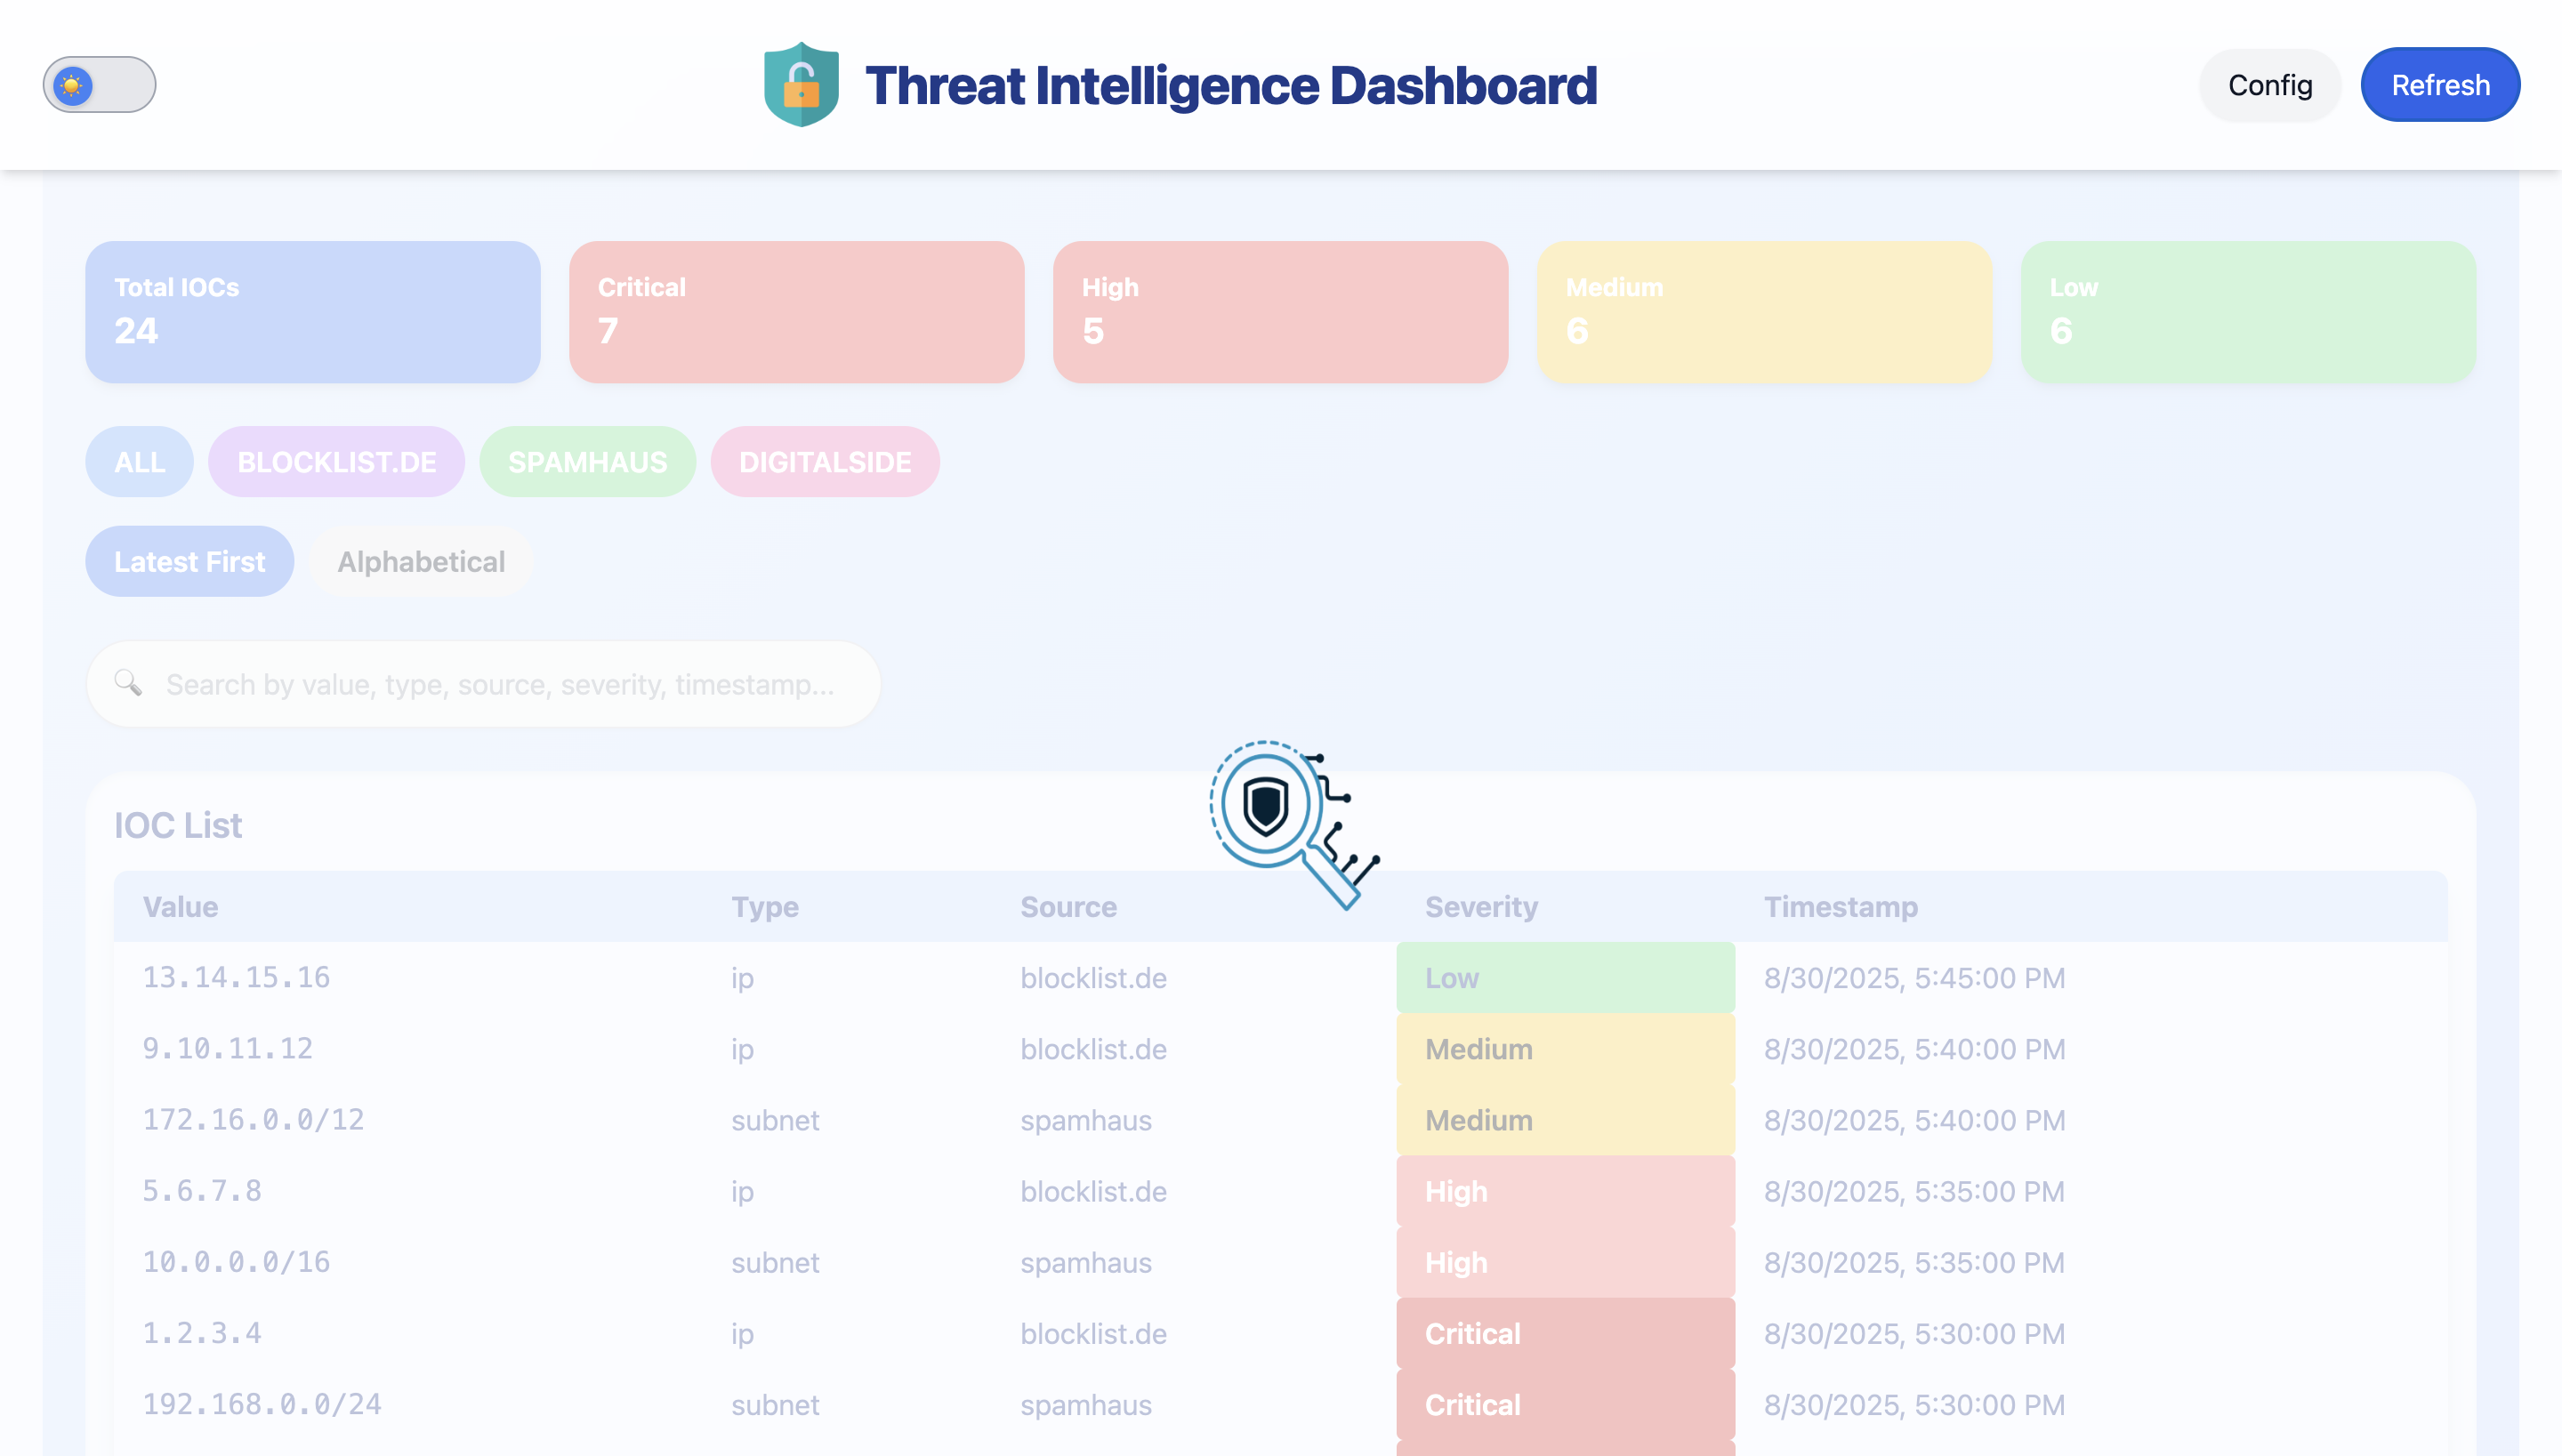 Threat Intelligence Dashboard
Config
Refresh
Total IOCs
24
Critical
7
High
5
Medium
6
Low
6
ALL
BLOCKLIST.DE
SPAMHAUS
DIGITALSIDE
Latest First
Alphabetical
Search by value, type, source, severity, timestamp...
IOC List
Value Type Source Severity Timestamp
13.14.15.16 ip blocklist.de Low 8/30/2025, 5:45:00 PM
9.10.11.12 ip blocklist.de Medium 8/30/2025, 5:40:00 PM
172.16.0.0/12 subnet spamhaus Medium 8/30/2025, 5:40:00 PM
5.6.7.8 ip blocklist.de High 8/30/2025, 5:35:00 PM
10.0.0.0/16 subnet spamhaus High 8/30/2025, 5:35:00 PM
1.2.3.4 ip blocklist.de Critical 8/30/2025, 5:30:00 PM
192.168.0.0/24 subnet spamhaus Critical 8/30/2025, 5:30:00 PM